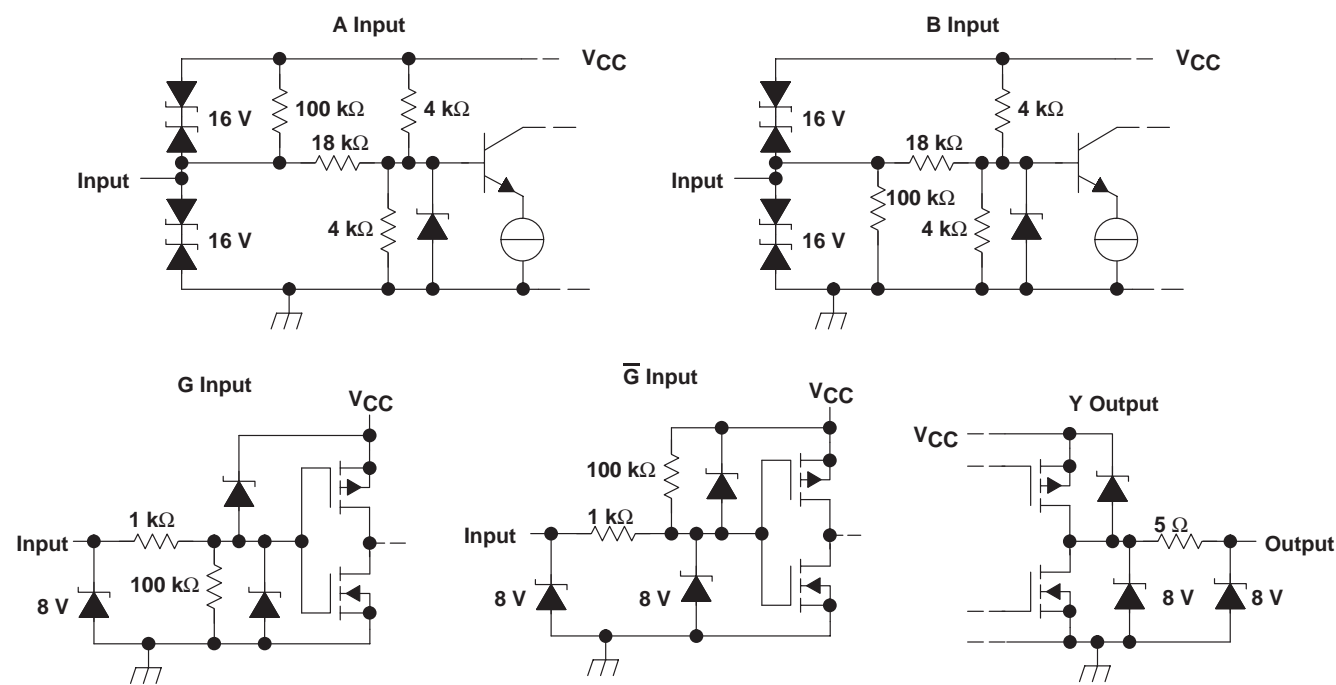 A Input
VCC
16 V
100 kΩ
4 kΩ
18 kΩ
Input
16 V
4 kΩ
B Input
VCC
16 V
4 kΩ
18 kΩ
Input
100 kΩ
16 V
4 kΩ
G Input
VCC
1 kΩ
Input
100 kΩ
8 V
G̅ Input
VCC
100 kΩ
1 kΩ
Input
8 V
8 V
Y Output
VCC
5 Ω
Output
8 V
8 V